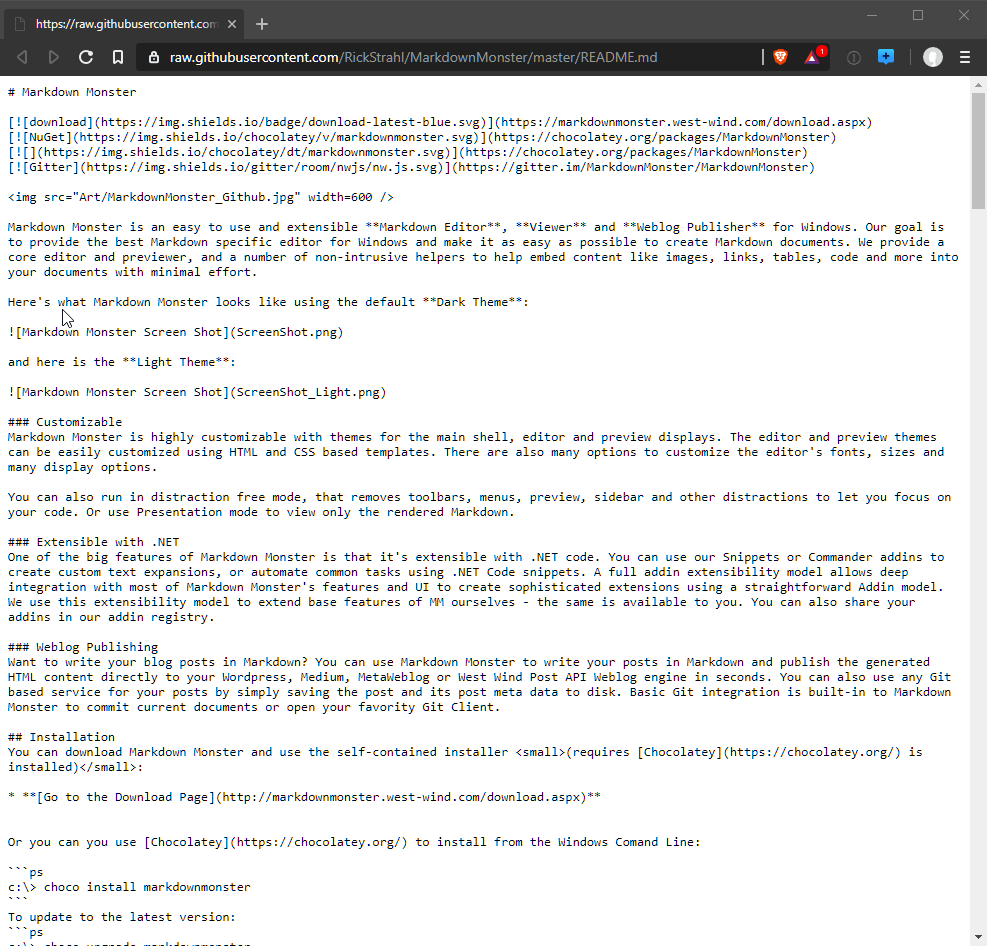 https://raw.githubusercontent.com
raw.githubusercontent.com/RickStrahl/MarkdownMonster/master/README.md
1
# Markdown Monster
[![download](https://img.shields.io/badge/download-latest-blue.svg)](https://markdownmonster.west-wind.com/download.aspx)
[![NuGet](https://img.shields.io/chocolatey/v/markdownmonster.svg)](https://chocolatey.org/packages/MarkdownMonster)
[![](https://img.shields.io/chocolatey/dt/markdownmonster.svg)](https://chocolatey.org/packages/MarkdownMonster)
[![Gitter](https://img.shields.io/gitter/room/nwjs/nw.js.svg)](https://gitter.im/MarkdownMonster/MarkdownMonster)
<img src="Art/MarkdownMonster_Github.jpg" width=600 />
Markdown Monster is an easy to use and extensible **Markdown Editor**, **Viewer** and **Weblog Publisher** for Windows. Our goal is
to provide the best Markdown specific editor for Windows and make it as easy as possible to create Markdown documents. We provide a
core editor and previewer, and a number of non-intrusive helpers to help embed content like images, links, tables, code and more into
your documents with minimal effort.
Here's what Markdown Monster looks like using the default **Dark Theme**:
![Markdown Monster Screen Shot](ScreenShot.png)
and here is the **Light Theme**:
![Markdown Monster Screen Shot](ScreenShot_Light.png)
### Customizable
Markdown Monster is highly customizable with themes for the main shell, editor and preview displays. The editor and preview themes
can be easily customized using HTML and CSS based templates. There are also many options to customize the editor's fonts, sizes and
many display options.
You can also run in distraction free mode, that removes toolbars, menus, preview, sidebar and other distractions to let you focus on
your code. Or use Presentation mode to view only the rendered Markdown.
### Extensible with .NET
One of the big features of Markdown Monster is that it's extensible with .NET code. You can use our Snippets or Commander addins to
create custom text expansions, or automate common tasks using .NET Code snippets. A full addin extensibility model allows deep
integration with most of Markdown Monster's features and UI to create sophisticated extensions using a straightforward Addin model.
We use this extensibility model to extend base features of MM ourselves - the same is available to you. You can also share your
addins in our addin registry.
### Weblog Publishing
Want to write your blog posts in Markdown? You can use Markdown Monster to write your posts in Markdown and publish the generated
HTML content directly to your Wordpress, Medium, MetaWeblog or West Wind Post API Weblog engine in seconds. You can also use any Git
based service for your posts by simply saving the post and its post meta data to disk. Basic Git integration is built-in to Markdown
Monster to commit current documents or open your favority Git Client.
## Installation
You can download Markdown Monster and use the self-contained installer <small>(requires [Chocolatey](https://chocolatey.org/) is
installed)</small>:
* **[Go to the Download Page](http://markdownmonster.west-wind.com/download.aspx)**
Or you can you use [Chocolatey](https://chocolatey.org/) to install from the Windows Comand Line:
```ps
c:\> choco install markdownmonster
```
To update to the latest version:
```ps
c:\> choco upgrade markdownmonster